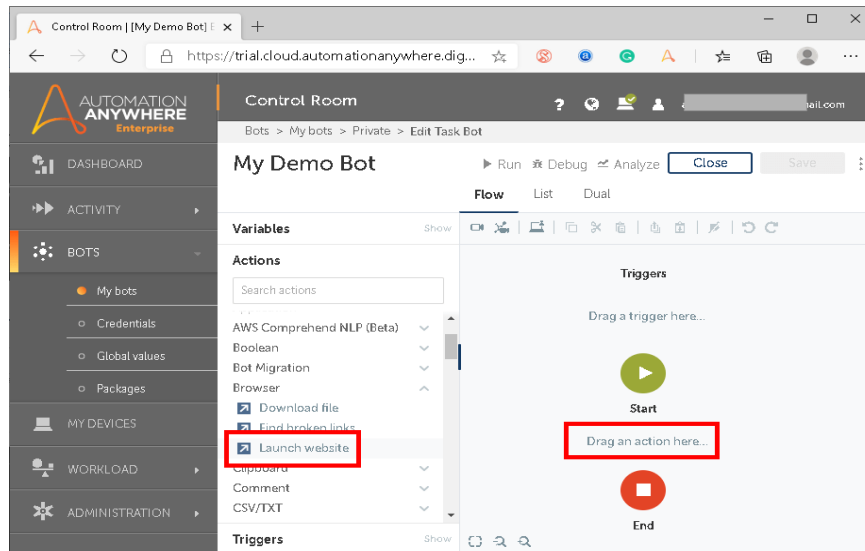 Control Room | [My Demo Bot] E
https://trial.cloud.automationanywhere.dig...
AUTOMATION
ANYWHERE
Enterprise
Control Room
ail.com
Bots > My bots > Private > Edit Task Bot
DASHBOARD
ACTIVITY
BOTS
My bots
Credentials
Global values
Packages
MY DEVICES
WORKLOAD
ADMINISTRATION
My Demo Bot
Run Debug Analyze Close Save
Flow List Dual
Variables Show
Actions
Search actions
AWS Comprehend NLP (Beta)
Boolean
Bot Migration
Browser
Download file
Find broken links
Launch website
Clipboard
Comment
CSV/TXT
Triggers Show
Triggers
Drag a trigger here...
Start
Drag an action here...
End